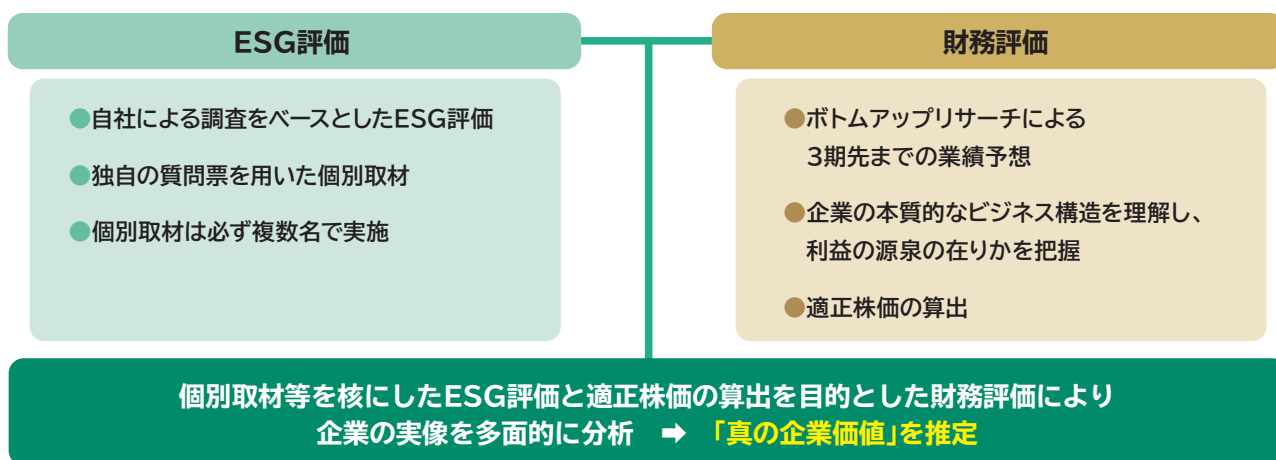 ESG評価
●自社による調査をベースとしたESG評価
●独自の質問票を用いた個別取材
●個別取材は必ず複数名で実施
財務評価
●ボトムアップリサーチによる
3期先までの業績予想
●企業の本質的なビジネス構造を理解し、
利益の源泉の在りかを把握
●適正株価の算出
個別取材等を核にしたESG評価と適正株価の算出を目的とした財務評価により
企業の実像を多面的に分析 ➡ 「真の企業価値」を推定